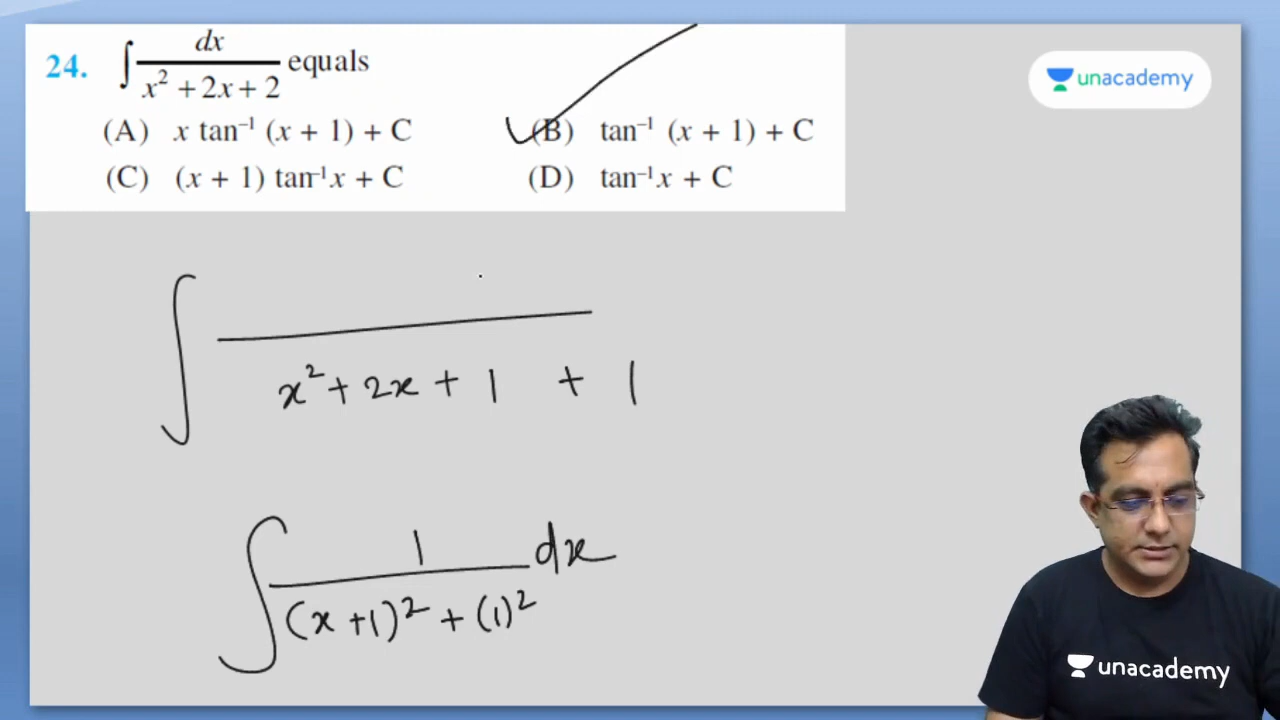 24. ∫ dx / (x² + 2x + 2) equals
(A) x tan⁻¹ (x + 1) + C
(B) tan⁻¹ (x + 1) + C
(C) (x + 1) tan⁻¹x + C
(D) tan⁻¹x + C
unacademy
∫ / (x² + 2x + 1 + 1)
∫ 1 / ((x+1)² + (1)²) dx
unacademy